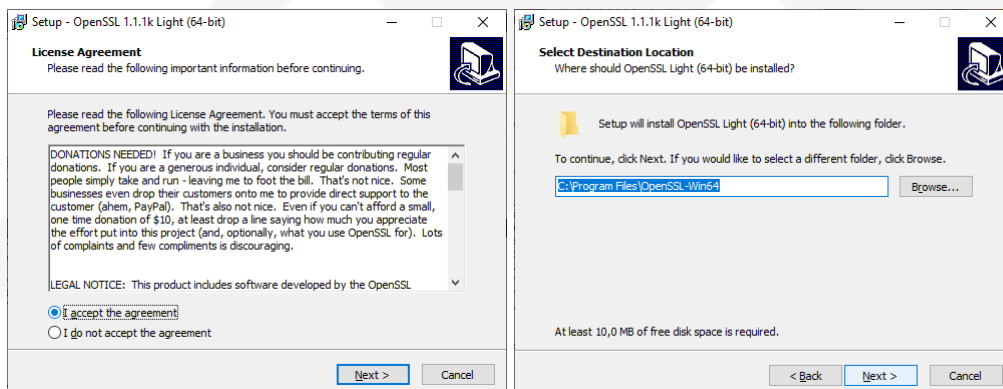 Setup - OpenSSL 1.1.1k Light (64-bit)
License Agreement
Please read the following important information before continuing.
Please read the following License Agreement. You must accept the terms of this
agreement before continuing with the installation.
DONATIONS NEEDED!  If you are a business you should be contributing regular
donations.  If you are a generous individual, consider regular donations.  Most
people simply take and run - leaving me to foot the bill.  That's not nice.  Some
businesses even drop their customers onto me to provide direct support to the
customer (ahem, PayPal).  That's also not nice.  Even if you can't afford a small,
one time donation of $10, at least drop a line saying how much you appreciate
the effort put into this project (and, optionally, what you use OpenSSL for).  Lots
of complaints and few compliments is discouraging.
LEGAL NOTICE:  This product includes software developed by the OpenSSL
I accept the agreement
I do not accept the agreement
Next >
Cancel
Setup - OpenSSL 1.1.1k Light (64-bit)
Select Destination Location
Where should OpenSSL Light (64-bit) be installed?
Setup will install OpenSSL Light (64-bit) into the following folder.
To continue, click Next. If you would like to select a different folder, click Browse.
C:\Program Files\OpenSSL-Win64
Browse...
At least 10,0 MB of free disk space is required.
< Back
Next >
Cancel